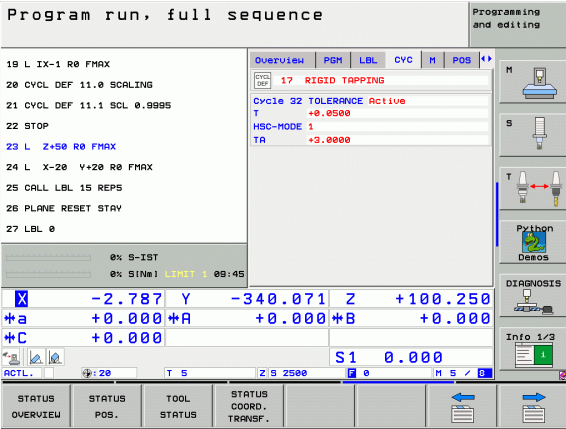 Program run, full sequence
Programming
and editing
19 L IX-1 R0 FMAX
20 CYCL DEF 11.0 SCALING
21 CYCL DEF 11.1 SCL 0.9995
22 STOP
23 L Z+50 R0 FMAX
24 L X-20 Y+20 R0 FMAX
25 CALL LBL 15 REP5
26 PLANE RESET STAY
27 LBL 0
Overview PGM LBL CYC M POS
CYCL
DEF
17 RIGID TAPPING
Cycle 32 TOLERANCE Active
T +0.0500
HSC-MODE 1
TA +3.0000
0% S-IST
0% S[Nm] LIMIT 1 09:45
X -2.787 Y -340.071 Z +100.250
a +0.000 A +0.000 B +0.000
C +0.000
S1 0.000
ACTL. :20 T 5 Z S 2500 F 0 M 5 / 8
M
S
T
Python
Demos
DIAGNOSIS
Info 1/3
i
STATUS
OVERVIEW
STATUS
POS.
TOOL
STATUS
STATUS
COORD.
TRANSF.